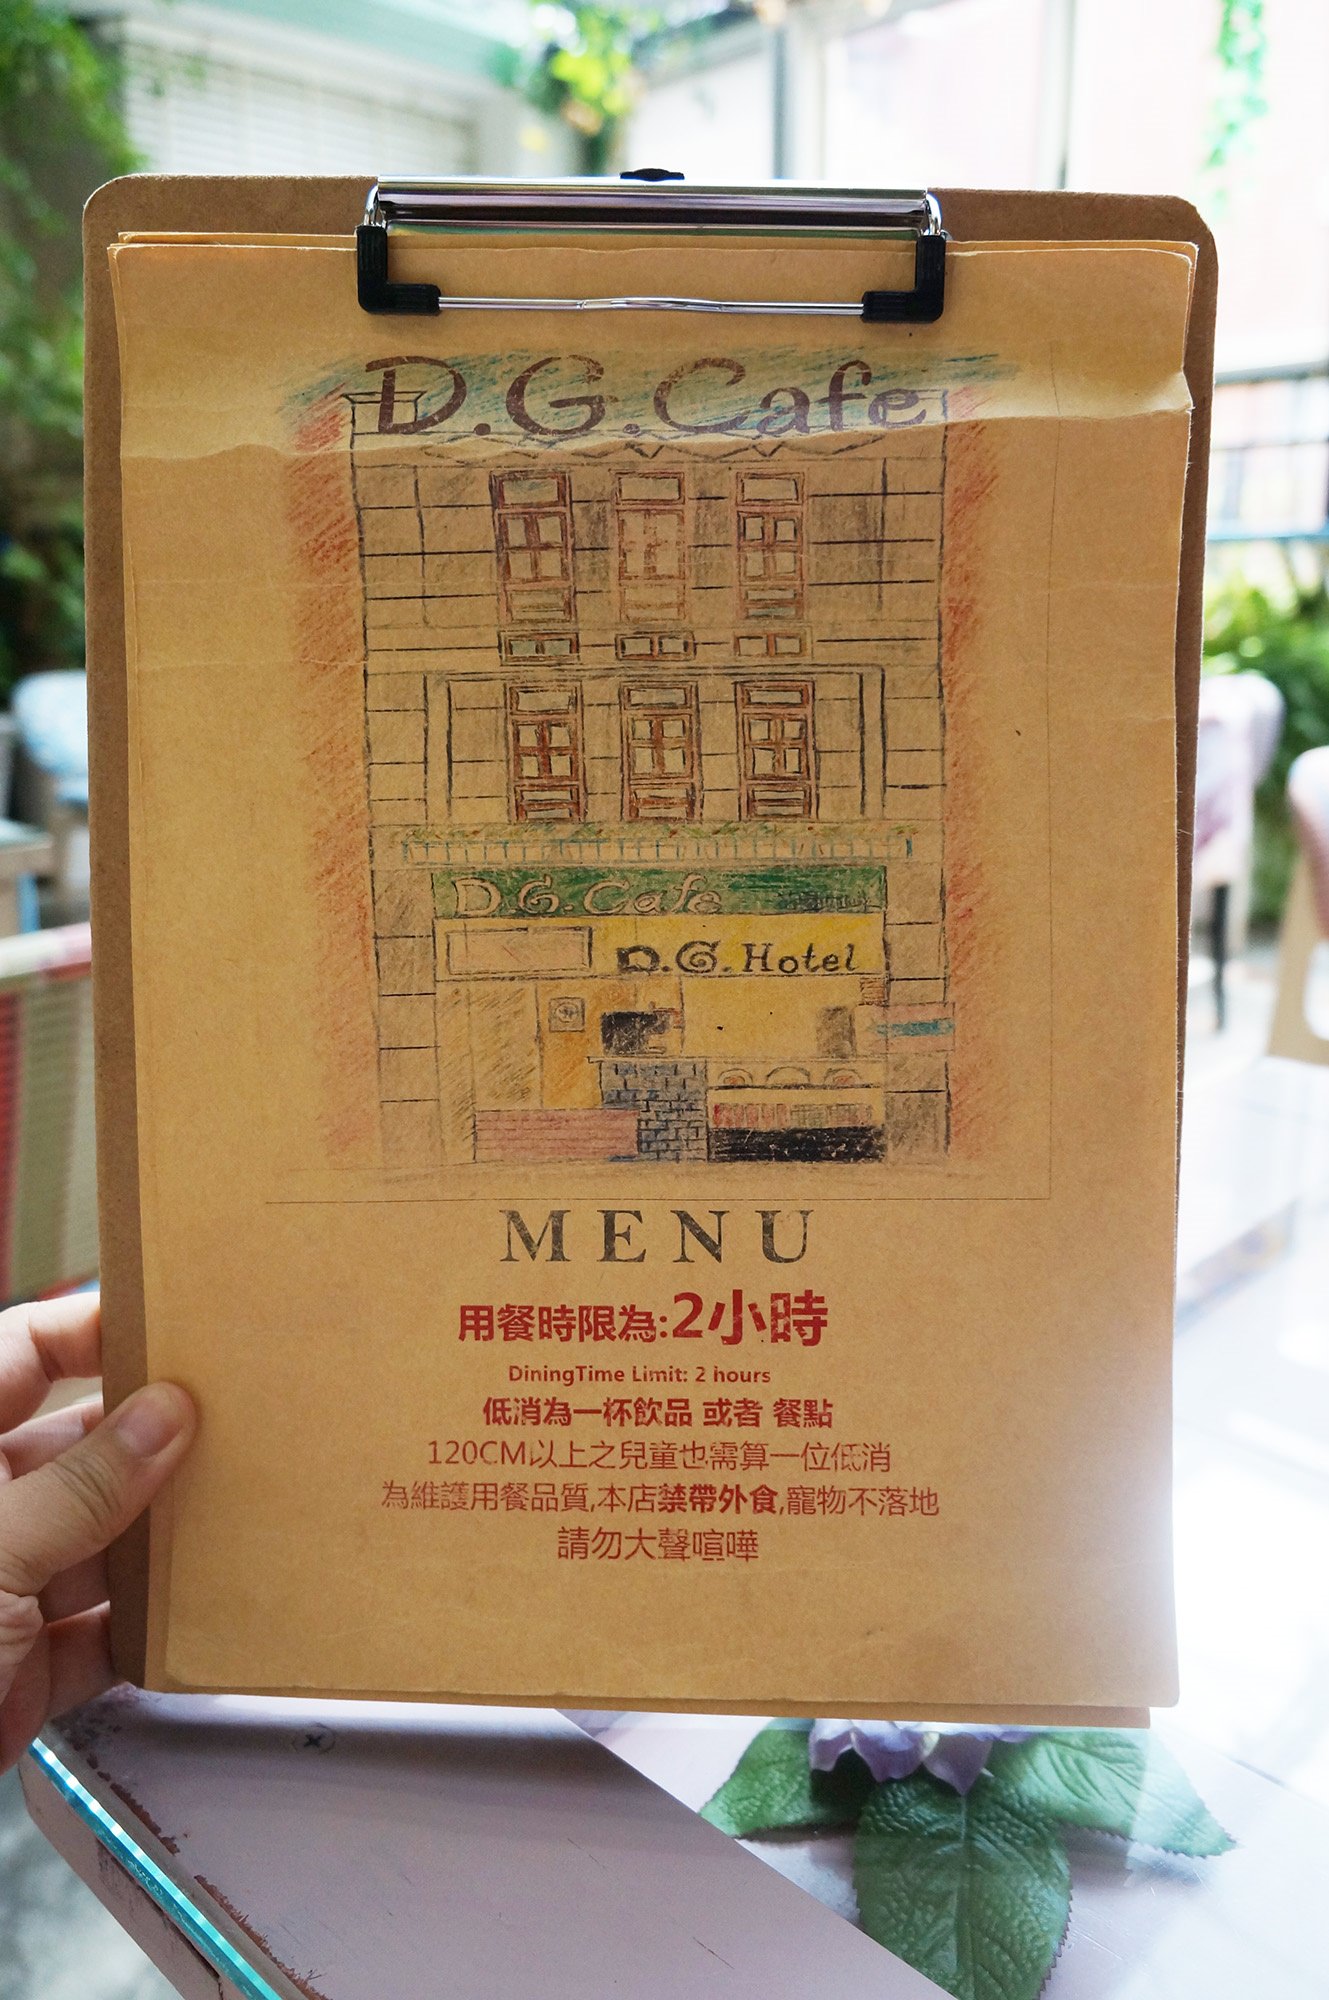 D.G.Cafe
D.G.Cafe
D.G.Hotel
MENU
用餐時限為:2小時
DiningTime Limit: 2 hours
低消為一杯飲品 或者 餐點
120CM以上之兒童也需算一位低消
為維護用餐品質,本店禁帶外食,寵物不落地
請勿大聲喧嘩